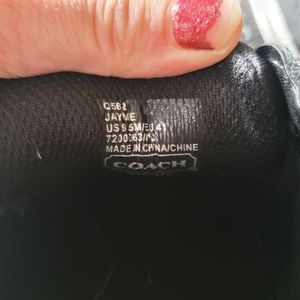 Q582
JAYME
US 9.5M/EU 41
MADE IN CHINA/CHINE
COACH